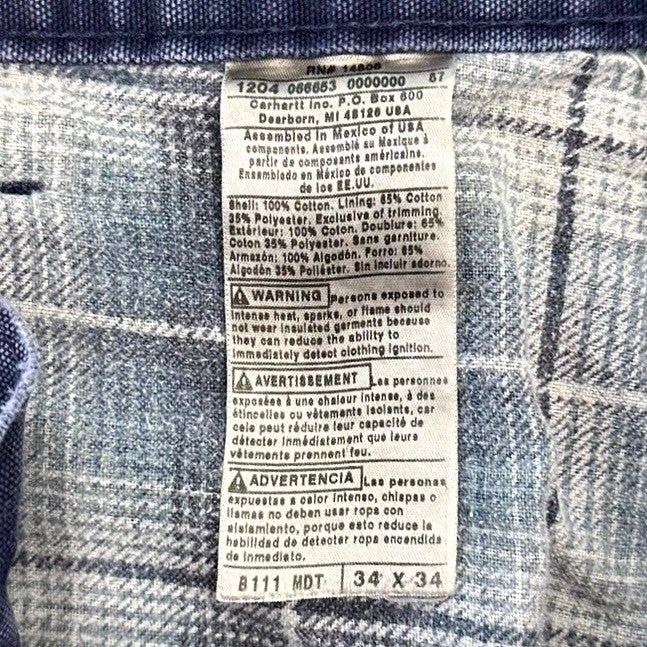 RN# 14806
1204 066653 0000000 87
Carhartt Inc. P.O. Box 600
Dearborn, MI 48126 USA
Assembled in Mexico of USA
components. Assemblé au Mexique à
partir de composants américains.
Ensamblado en México de componentes
de los EE.UU.
Shell: 100% Cotton. Lining: 65% Cotton
35% Polyester. Exclusive of trimming.
Extérieur: 100% Coton. Doublure: 65%
Coton 35% Polyester. Sans garniture.
Armazón: 100% Algodón. Forro: 65%
Algodón 35% Poliéster. Sin incluir adorno.
WARNING Persons exposed to
intense heat, sparks, or flame should
not wear insulated garments because
they can reduce the ability to
immediately detect clothing ignition.
AVERTISSEMENT Les personnes
exposées à une chaleur intense, à des
étincelles ou vêtements isolants, car
cela peut réduire leur capacité de
détecter immédiatement que leurs
vêtements prennent feu.
ADVERTENCIA Las personas
expuestas a calor intenso, chispas o
llamas no deben usar ropa con
aislamiento, porque esto reduce la
habilidad de detectar ropa encendida
de inmediato.
B111 MDT 34 X 34